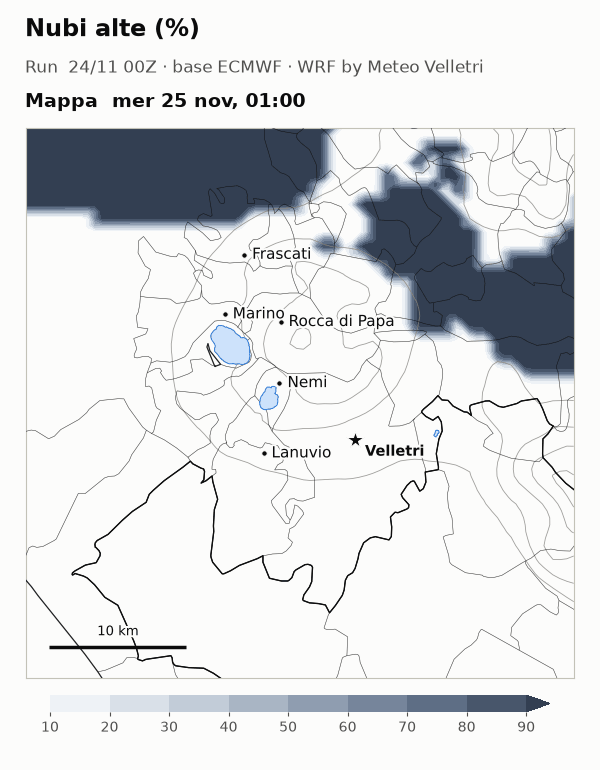 Nubi alte (%)
Run  24/11 00Z · base ECMWF · WRF by Meteo Velletri
Mappa  mer 25 nov, 01:00
Frascati
Marino
Rocca di Papa
Nemi
Velletri
Lanuvio
10 km
10 20 30 40 50 60 70 80 90